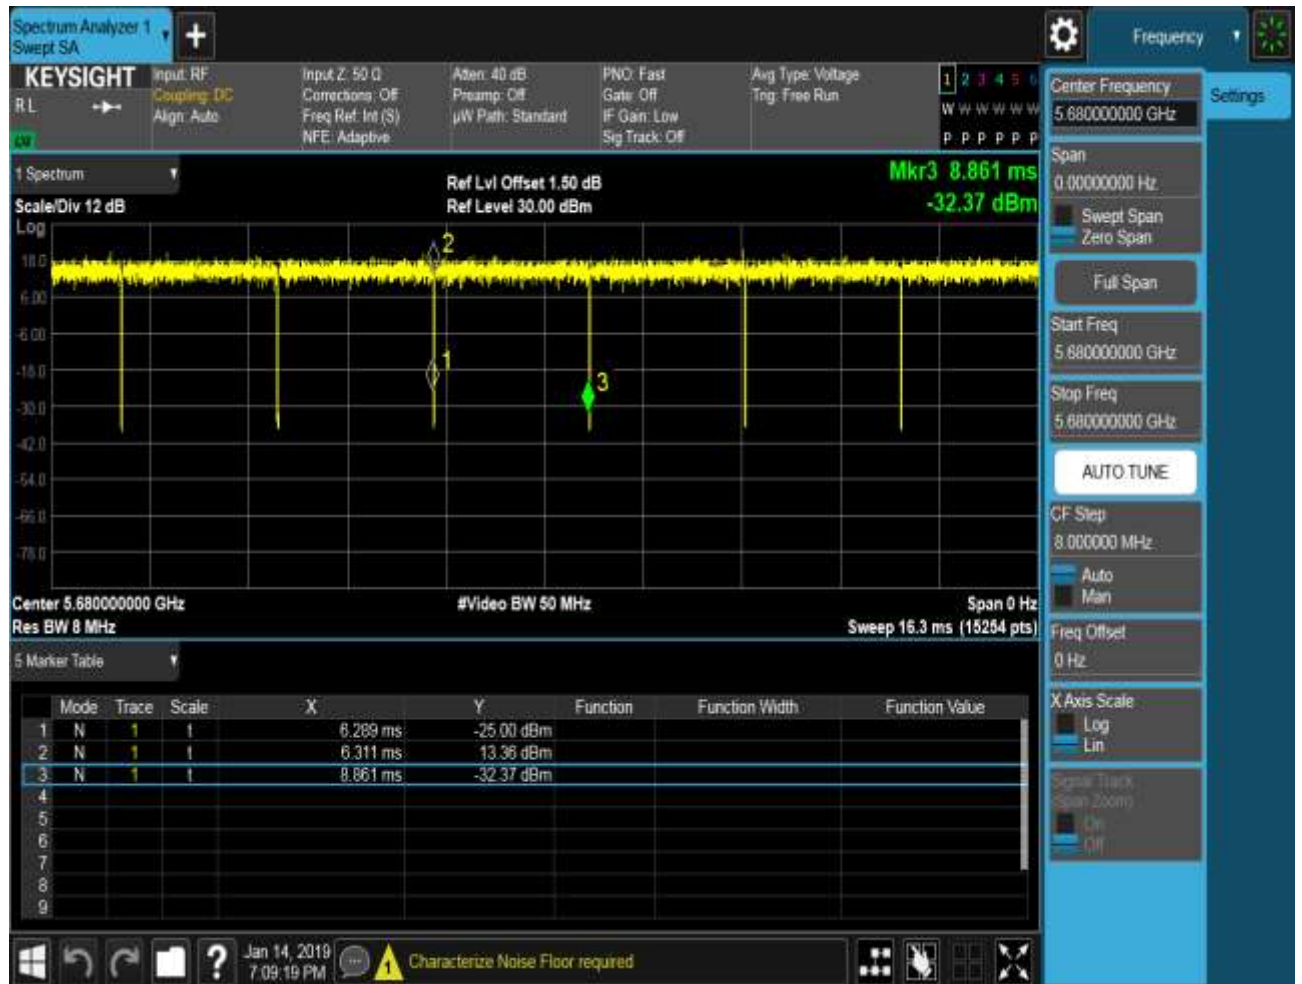 Spectrum Analyzer 1
Swept SA
Frequency
KEYSIGHT
R L
Input: RF
Coupling: DC
Align: Auto
Input Z: 50 Ω
Corrections: Off
Freq Ref: Int (S)
NFE: Adaptive
Atten: 40 dB
Preamp: Off
µW Path: Standard
PNO: Fast
Gate: Off
IF Gain: Low
Sig Track: Off
Avg Type: Voltage
Trig: Free Run
1 2 3 4 5 6
W W W W W W
P P P P P P
1 Spectrum
Scale/Div 12 dB
Ref Lvl Offset 1.50 dB
Ref Level 30.00 dBm
Mkr3 8.861 ms
-32.37 dBm
Log
18.0
6.00
-6.00
-18.0
-30.0
-42.0
-54.0
-66.0
-78.0
2
1
3
Center 5.680000000 GHz
#Video BW 50 MHz
Span 0 Hz
Res BW 8 MHz
Sweep 16.3 ms (15254 pts)
5 Marker Table
Mode Trace Scale X Y Function Function Width Function Value
1 N 1 t 6.289 ms -25.00 dBm
2 N 1 t 6.311 ms 13.36 dBm
3 N 1 t 8.861 ms -32.37 dBm
4
5
6
7
8
9
Jan 14, 2019
7:09:19 PM
Characterize Noise Floor required
Center Frequency
5.680000000 GHz
Settings
Span
0.00000000 Hz
Swept Span
Zero Span
Full Span
Start Freq
5.680000000 GHz
Stop Freq
5.680000000 GHz
AUTO TUNE
CF Step
8.000000 MHz
Auto
Man
Freq Offset
0 Hz
X Axis Scale
Log
Lin
Signal Track
(Span Zoom)
On
Off